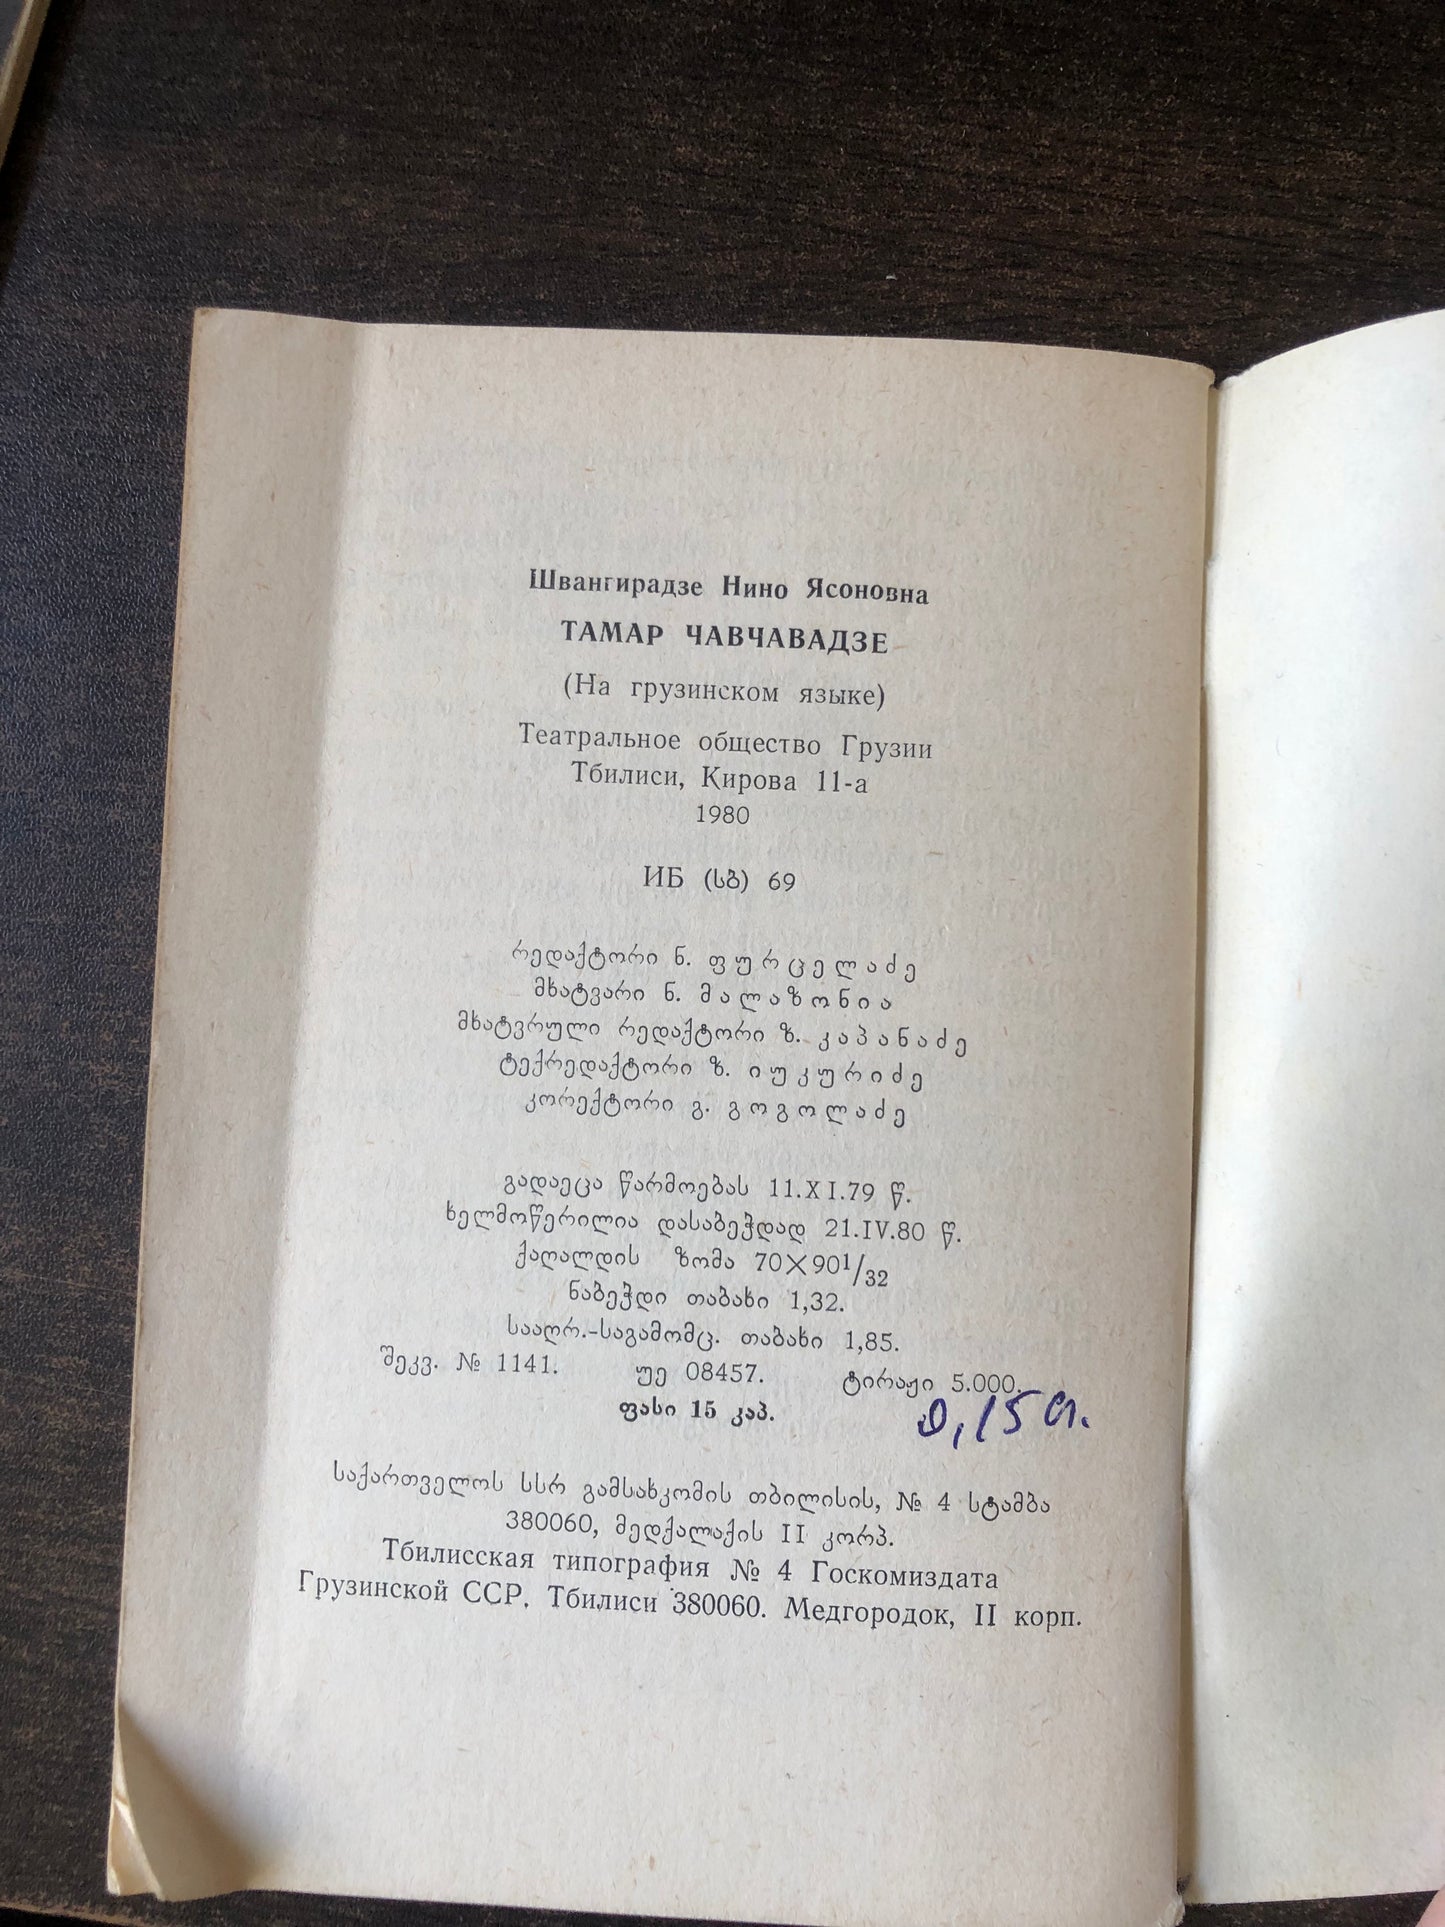 Швангирадзе Нино Ясоновна
ТАМАР ЧАВЧАВАДЗЕ
(На грузинском языке)
Театральное общество Грузии
Тбилиси, Кирова 11-а
1980
ИБ (სბ) 69
რედაქტორი ნ. ფურცელაძე
მხატვარი ნ. მალაზონია
მხატვრული რედაქტორი ზ. კაპანაძე
ტექრედაქტორი ზ. იუკურიძე
კორექტორი გ. გოგოლაძე
გადაეცა წარმოებას 11.XI.79 წ.
ხელმოწერილია დასაბეჭდად 21.IV.80 წ.
ქაღალდის ზომა 70×90¹/32
ნაბეჭდი თაბახი 1,32.
სააღრ.-საგამომც. თაბახი 1,85.
შეკვ. № 1141. უე 08457. ტირაჟი 5.000.
ფასი 15 კაპ.
0,15
საქართველოს სსრ გამსახკომის თბილისის, № 4 სტამბა
380060, მედქალაქის II კორპ.
Тбилисская типография № 4 Госкомиздата
Грузинской ССР, Тбилиси 380060. Медгородок, II корп.